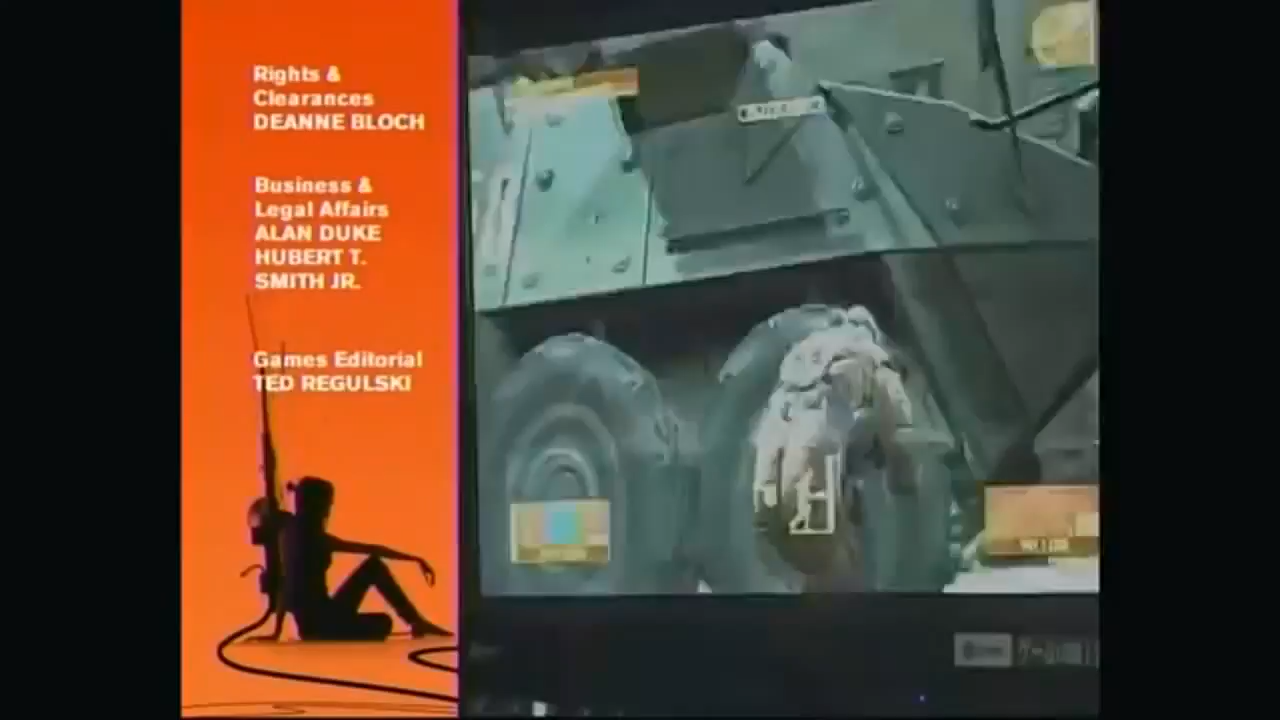 Rights &
Clearances
DEANNE BLOCH
Business &
Legal Affairs
ALAN DUKE
HUBERT T.
SMITH JR.
Games Editorial
TED REGULSKI